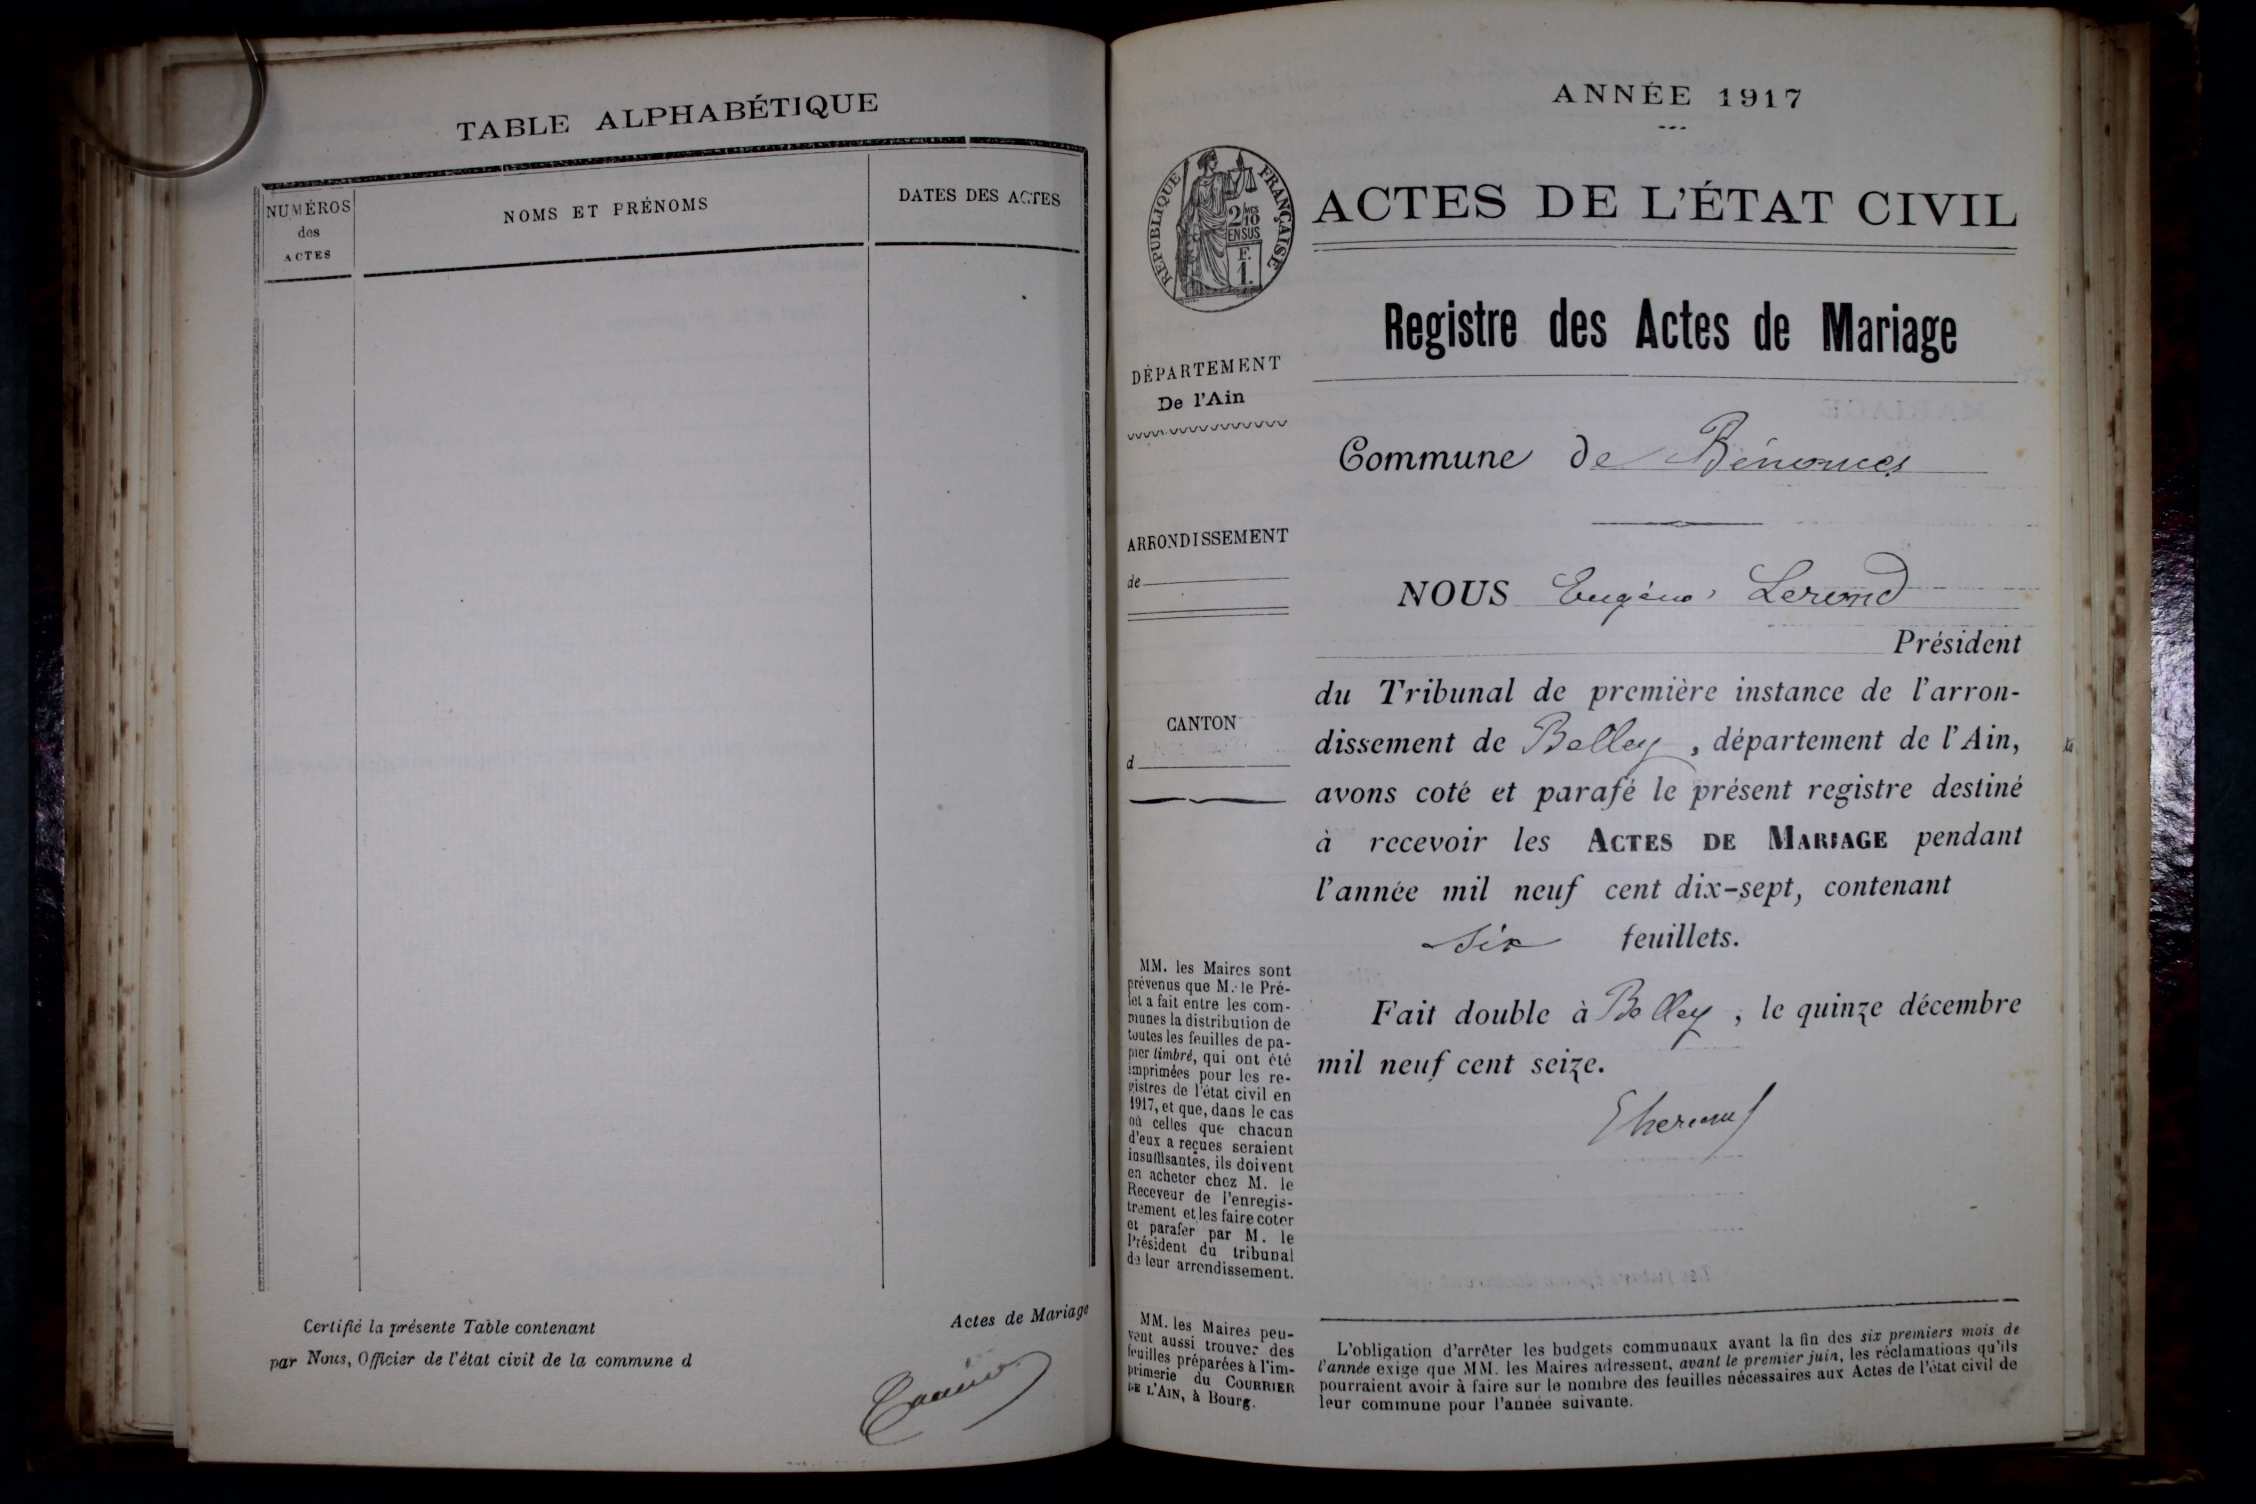 TABLE ALPHABÉTIQUE
NUMÉROS
des
ACTES
NOMS ET PRÉNOMS
DATES DES ACTES
Certifié la présente Table contenant
Actes de Mariage
par Nous, Officier de l'état civil de la commune d
ANNÉE 1917
RÉPUBLIQUE FRANÇAISE
2/10 EN SUS
F.
1.
ACTES DE L'ÉTAT CIVIL
Registre des Actes de Mariage
DÉPARTEMENT
De l'Ain
Commune de Bénonces
ARRONDISSEMENT
de
CANTON
d
NOUS Eugène Lerond
Président
du Tribunal de première instance de l'arron-
dissement de Belley, département de l'Ain,
avons coté et parafé le présent registre destiné
à recevoir les ACTES DE MARIAGE pendant
l'année mil neuf cent dix-sept, contenant
six feuillets.
Fait double à Belley, le quinze décembre
mil neuf cent seize.
MM. les Maires sont
prévenus que M. le Pré-
fet a fait entre les com-
munes la distribution de
toutes les feuilles de pa-
pier timbré, qui ont été
imprimées pour les re-
gistres de l'état civil en
1917, et que, dans le cas
où celles que chacun
d'eux a reçues seraient
insuffisantes, ils doivent
en acheter chez M. le
Receveur de l'enregis-
trement et les faire coter
et parafer par M. le
Président du tribunal
de leur arrondissement.
MM. les Maires peu-
vent aussi trouver des
feuilles préparées à l'im-
primerie du COURRIER
DE L'AIN, à Bourg.
L'obligation d'arrêter les budgets communaux avant la fin des six premiers mois de
l'année exige que MM. les Maires adressent, avant le premier juin, les réclamations qu'ils
pourraient avoir à faire sur le nombre des feuilles nécessaires aux Actes de l'état civil de
leur commune pour l'année suivante.